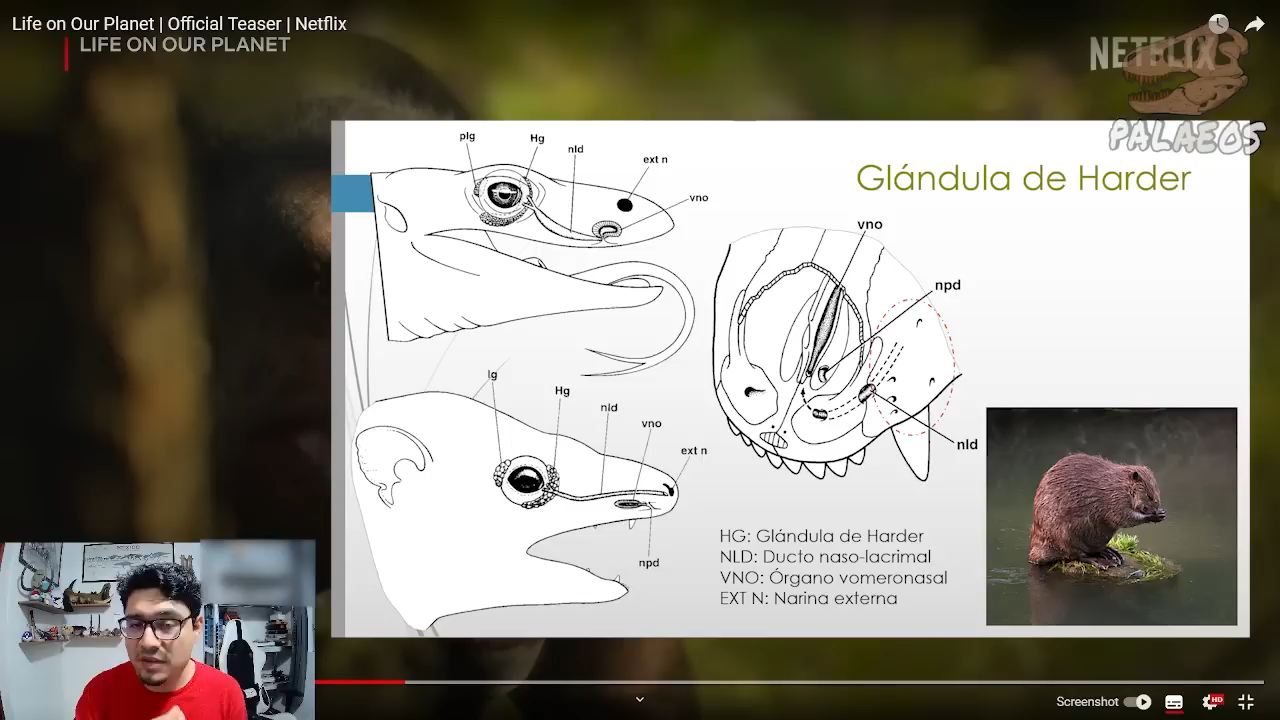 Life on Our Planet | Official Teaser | Netflix
LIFE ON OUR PLANET
NETFLIX
PALAEOS
Glándula de Harder
plg
Hg
nld
ext n
vno
vno
npd
nld
lg
Hg
nld
vno
ext n
npd
HG: Glándula de Harder
NLD: Ducto naso-lacrimal
VNO: Órgano vomeronasal
EXT N: Narina externa
Screenshot
HD